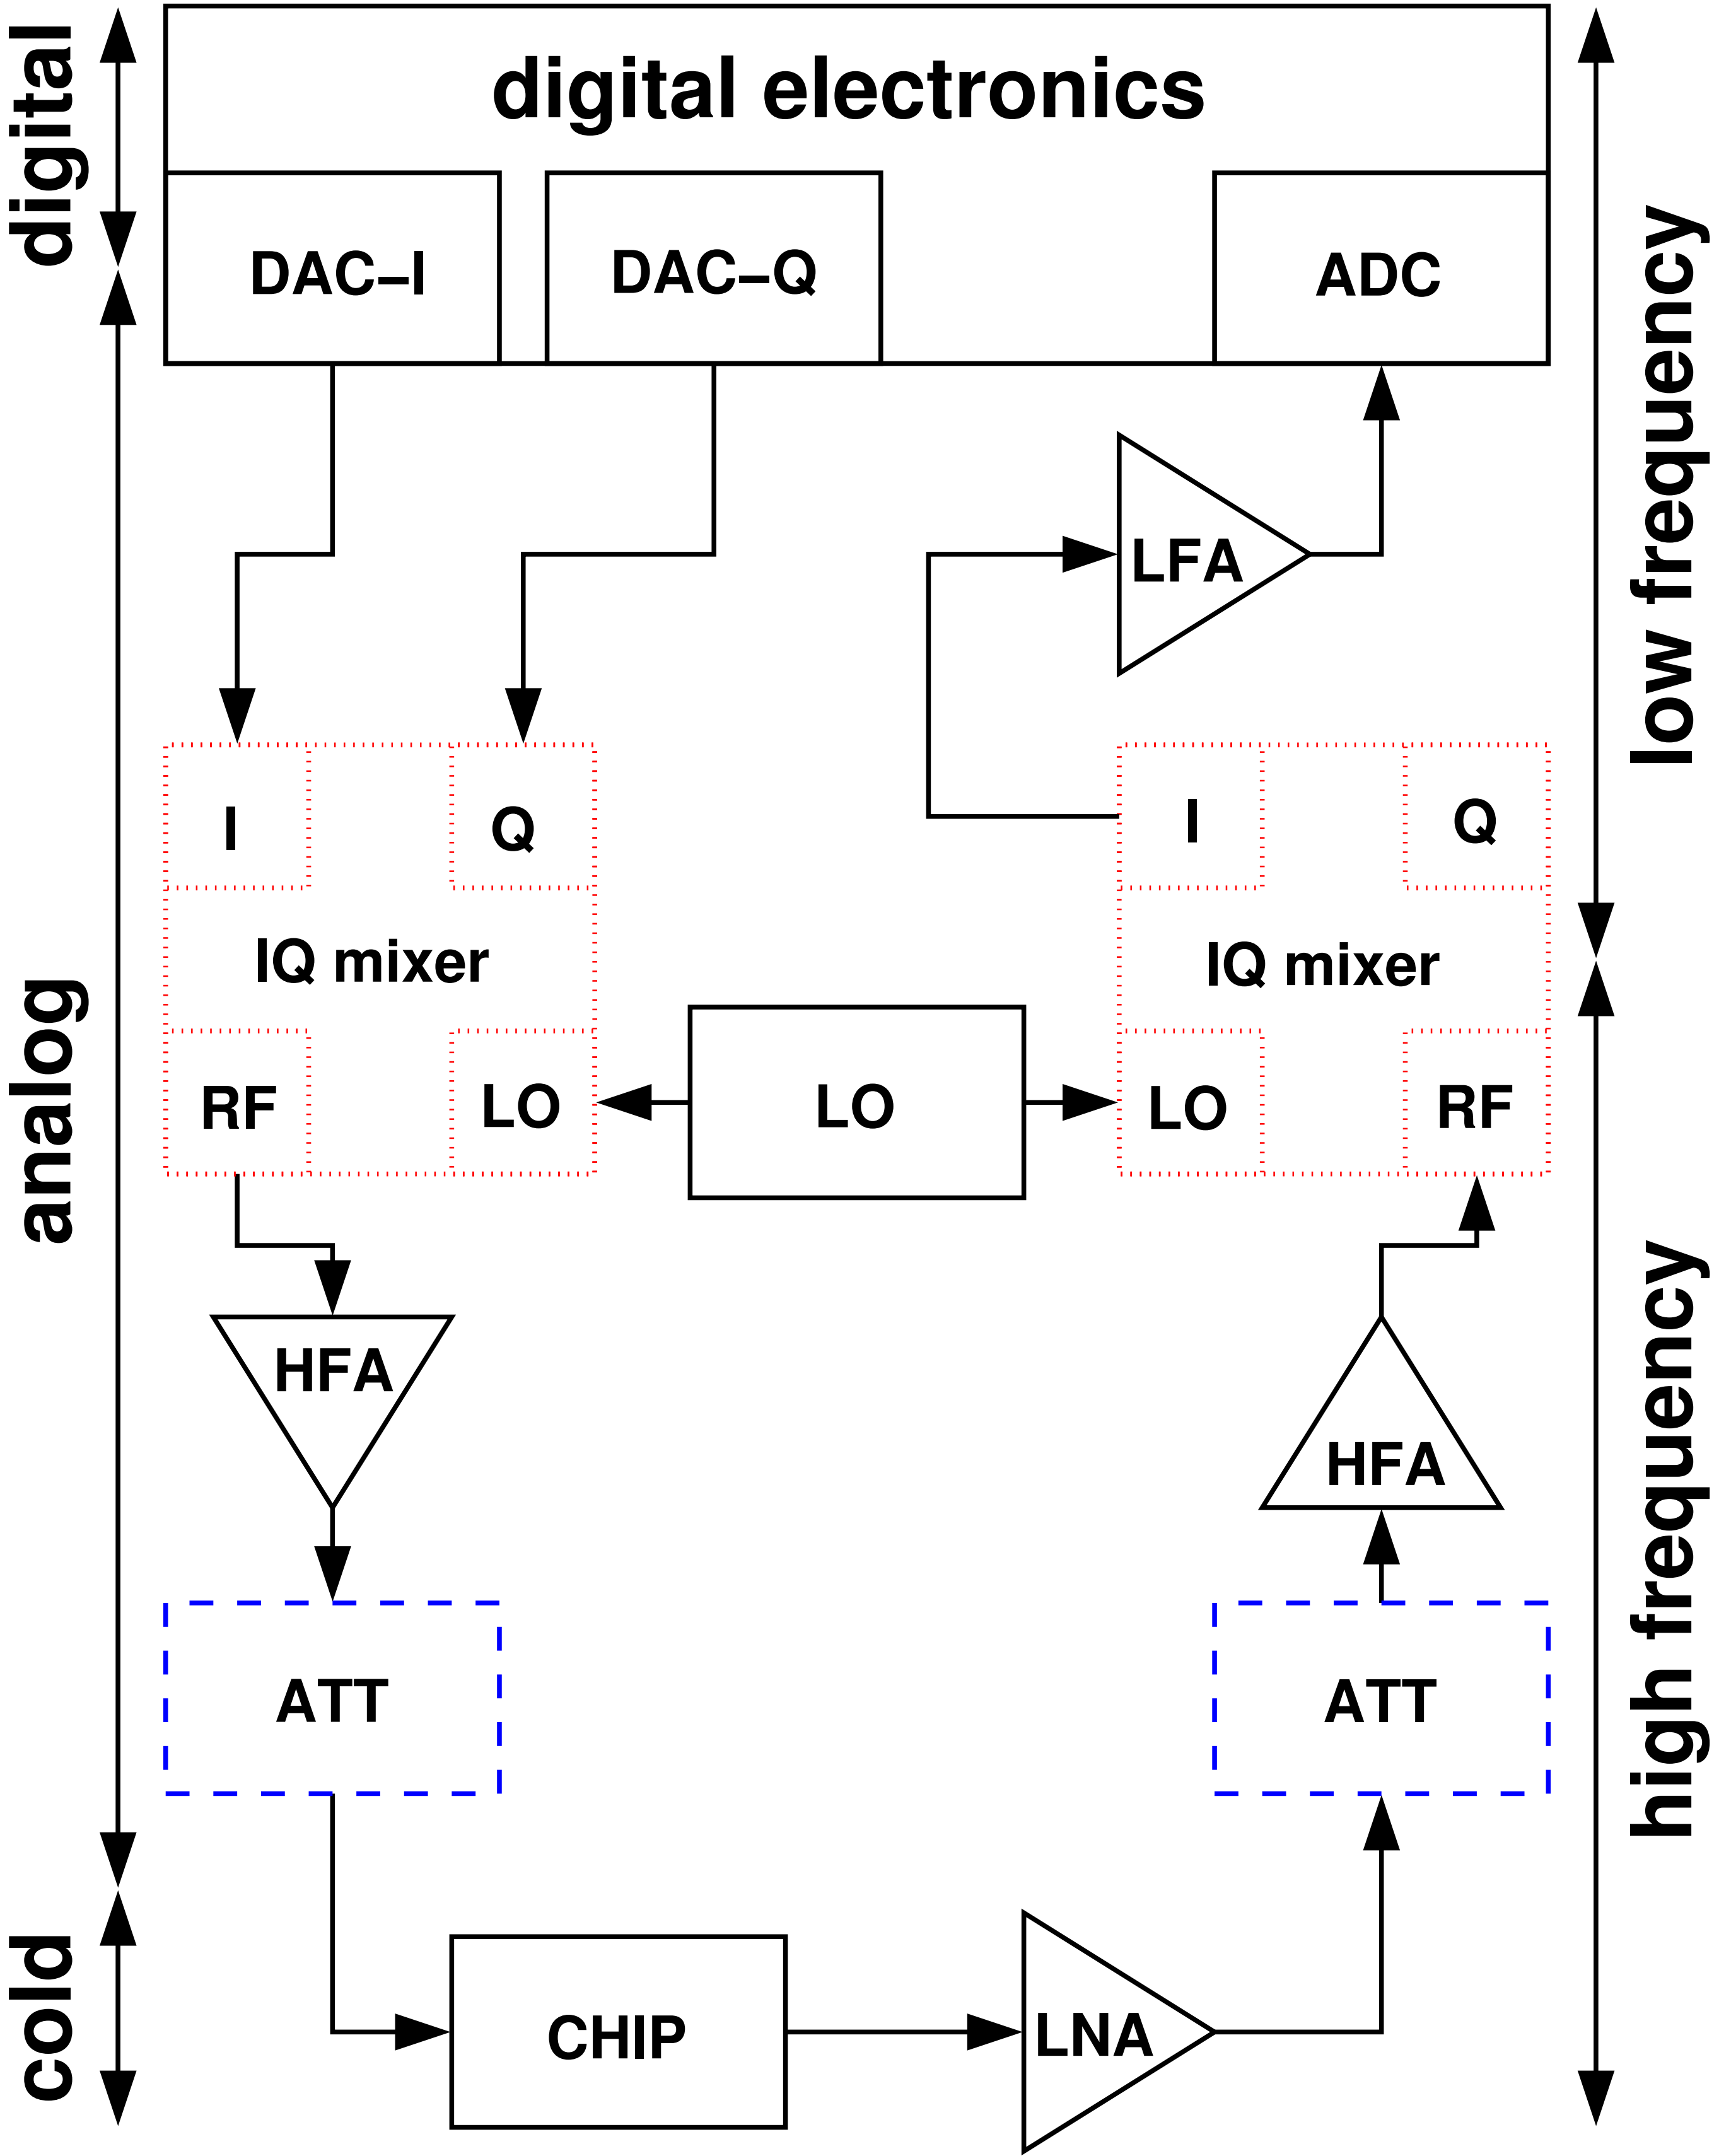 digital
digital electronics
DAC–I
DAC–Q
ADC
low frequency
LFA
I
Q
I
Q
IQ mixer
IQ mixer
analog
RF
LO
LO
LO
RF
HFA
HFA
high frequency
ATT
ATT
cold
CHIP
LNA